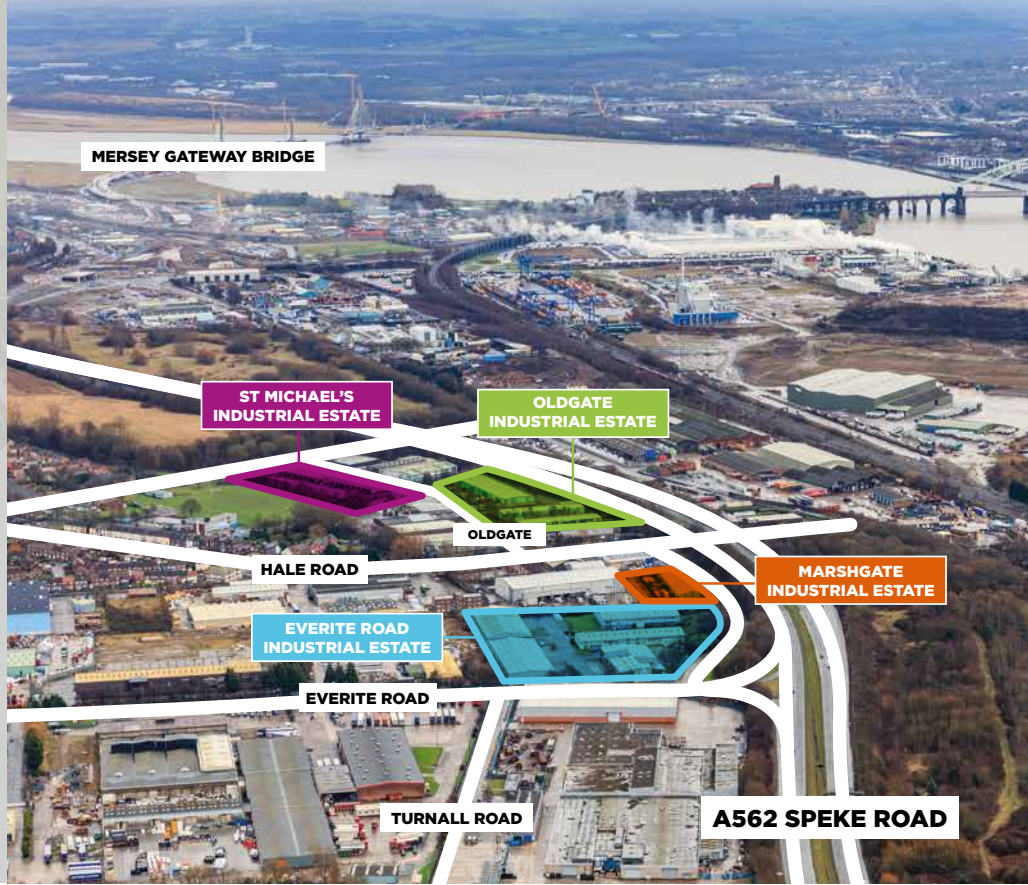 MERSEY GATEWAY BRIDGE
ST MICHAEL'S
INDUSTRIAL ESTATE
OLDGATE
INDUSTRIAL ESTATE
OLDGATE
HALE ROAD
MARSHGATE
INDUSTRIAL ESTATE
EVERITE ROAD
INDUSTRIAL ESTATE
EVERITE ROAD
TURNALL ROAD
A562 SPEKE ROAD